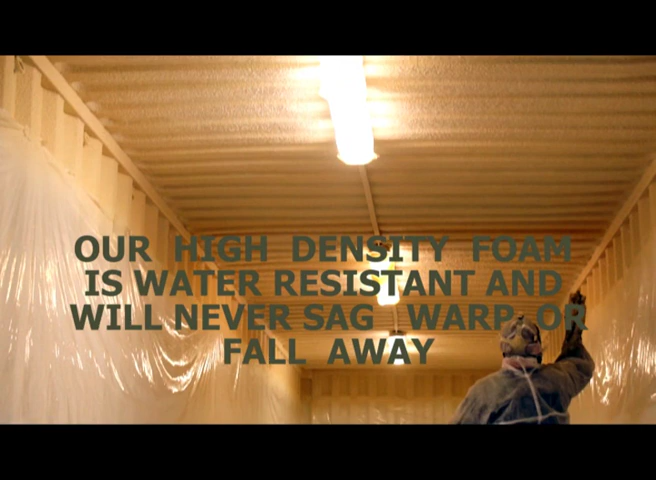 OUR HIGH DENSITY FOAM
IS WATER RESISTANT AND
WILL NEVER SAG WARP OR
FALL AWAY